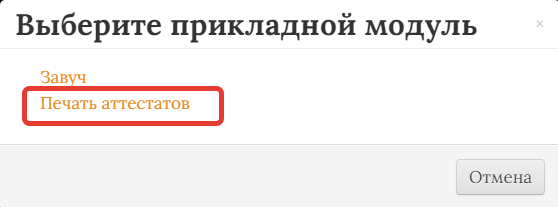 Выберите прикладной модуль
×
Завуч
Печать аттестатов
Отмена